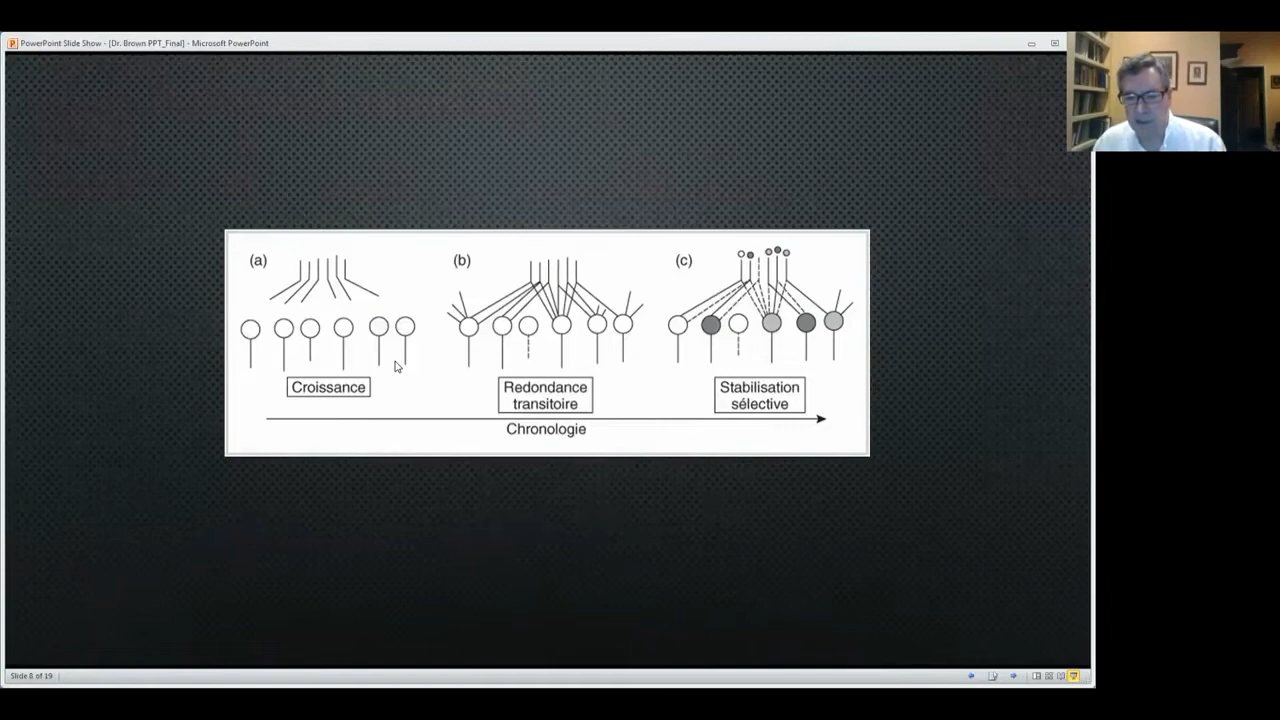 PowerPoint Slide Show - [Dr. Brown PPT_Final] - Microsoft PowerPoint
(a)
(b)
(c)
Croissance
Redondance
transitoire
Stabilisation
sélective
Chronologie
Slide 8 of 19